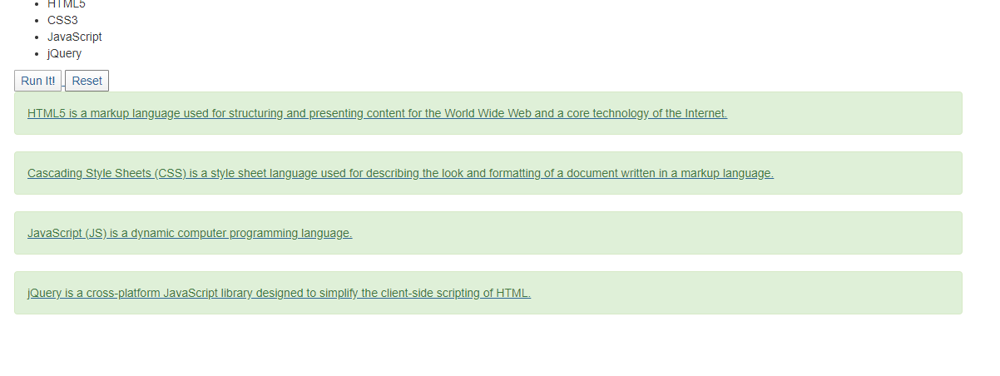 HTML5
CSS3
JavaScript
jQuery
Run It! Reset
HTML5 is a markup language used for structuring and presenting content for the World Wide Web and a core technology of the Internet.
Cascading Style Sheets (CSS) is a style sheet language used for describing the look and formatting of a document written in a markup language.
JavaScript (JS) is a dynamic computer programming language.
jQuery is a cross-platform JavaScript library designed to simplify the client-side scripting of HTML.